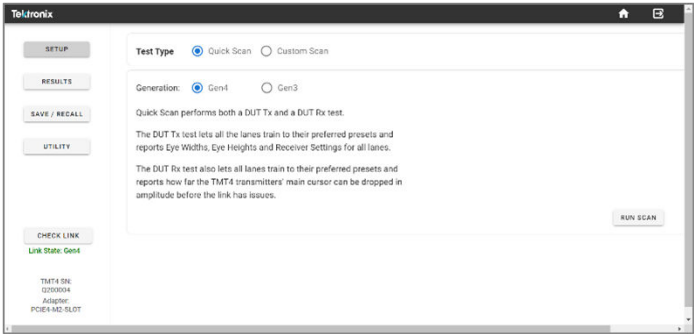 Tektronix
SETUP
RESULTS
SAVE / RECALL
UTILITY
CHECK LINK
Link State: Gen4
TMT4 SN:
Q200004
Adapter:
PCIE4-M2-SLOT
Test Type Quick Scan Custom Scan
Generation: Gen4 Gen3
Quick Scan performs both a DUT Tx and a DUT Rx test.
The DUT Tx test lets all the lanes train to their preferred presets and
reports Eye Widths, Eye Heights and Receiver Settings for all lanes.
The DUT Rx test also lets all lanes train to their preferred presets and
reports how far the TMT4 transmitters' main cursor can be dropped in
amplitude before the link has issues.
RUN SCAN